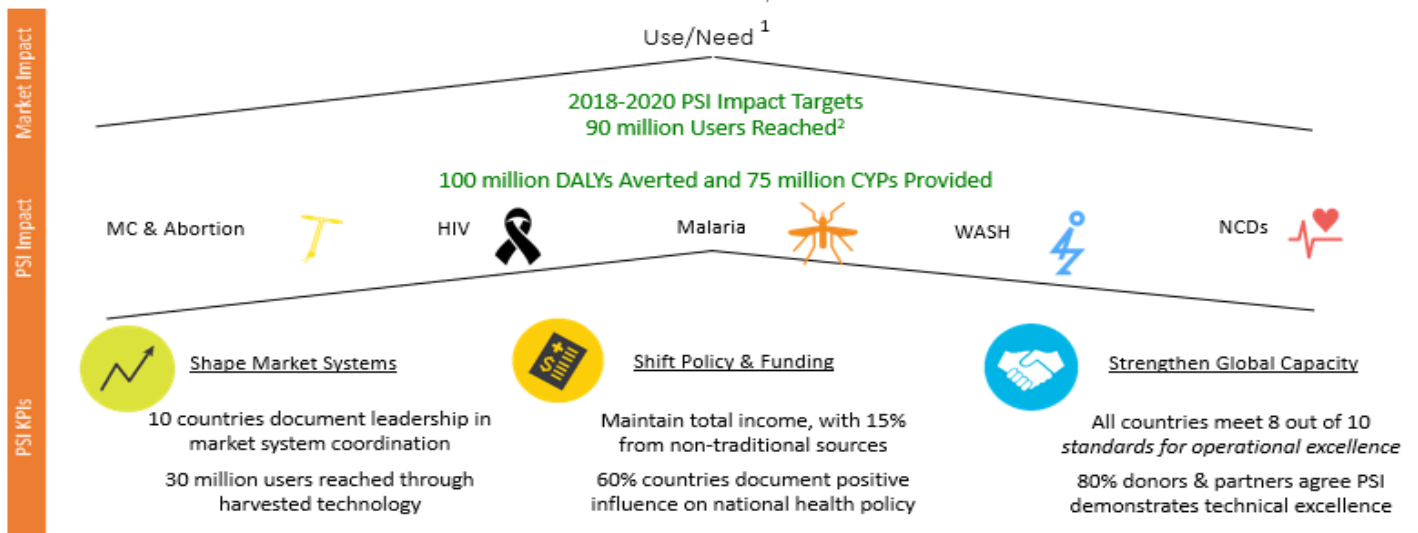 Market Impact
Use/Need 1
2018-2020 PSI Impact Targets
90 million Users Reached2
PSI Impact
100 million DALYs Averted and 75 million CYPs Provided
MC & Abortion
HIV
Malaria
WASH
NCDs
PSI KPIs
Shape Market Systems
10 countries document leadership in
market system coordination
30 million users reached through
harvested technology
Shift Policy & Funding
Maintain total income, with 15%
from non-traditional sources
60% countries document positive
influence on national health policy
Strengthen Global Capacity
All countries meet 8 out of 10
standards for operational excellence
80% donors & partners agree PSI
demonstrates technical excellence